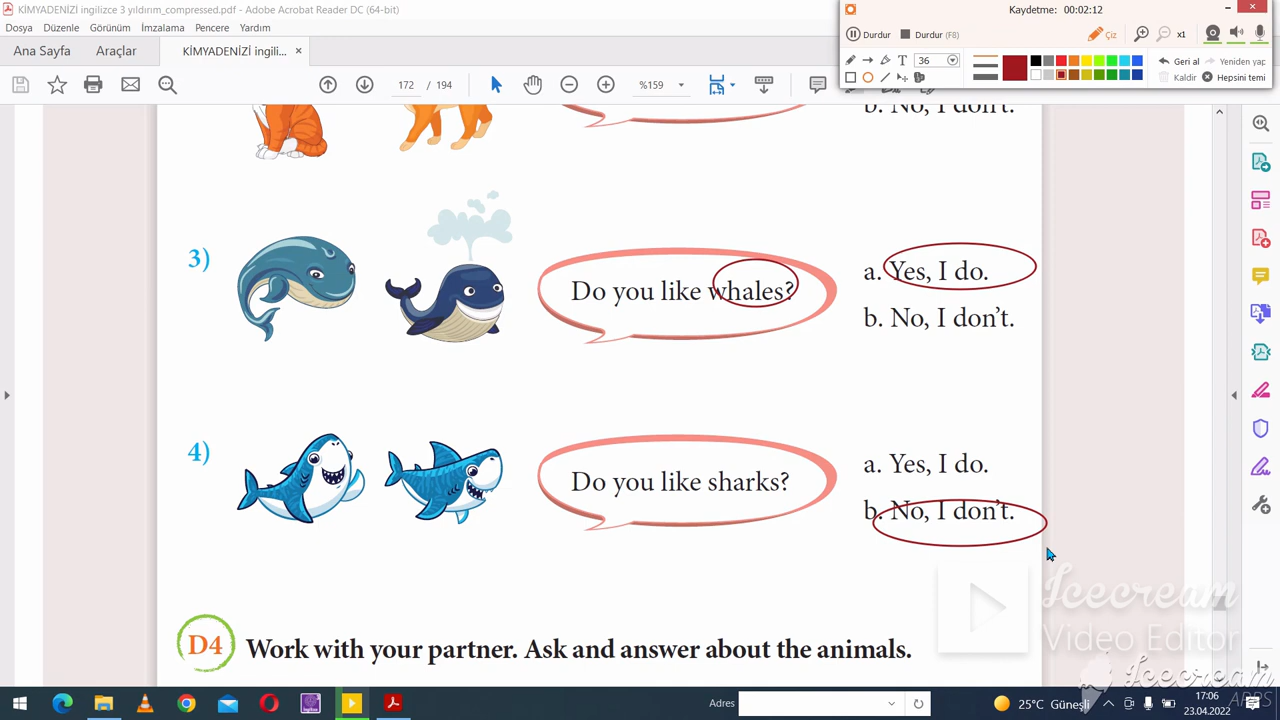 KİMYADENİZİ ingilizce 3 yıldırım_compressed.pdf - Adobe Acrobat Reader DC (64-bit)
Dosya Düzenle Görünüm İmzalama Pencere Yardım
Ana Sayfa Araçlar KİMYADENİZİ ingili... ×
172 / 194 %159
Kaydetme: 00:02:12
Durdur Durdur (F8) Çiz x1
T 36 Geri al Yeniden yap
Kaldır Hepsini temi
b. No, I don't.
3)
Do you like whales?
a. Yes, I do.
b. No, I don't.
4)
Do you like sharks?
a. Yes, I do.
b. No, I don't.
D4 Work with your partner. Ask and answer about the animals.
Icecream
Video Editor
Icecream
APPS
Adres 25°C Güneşli 17:06
23.04.2022